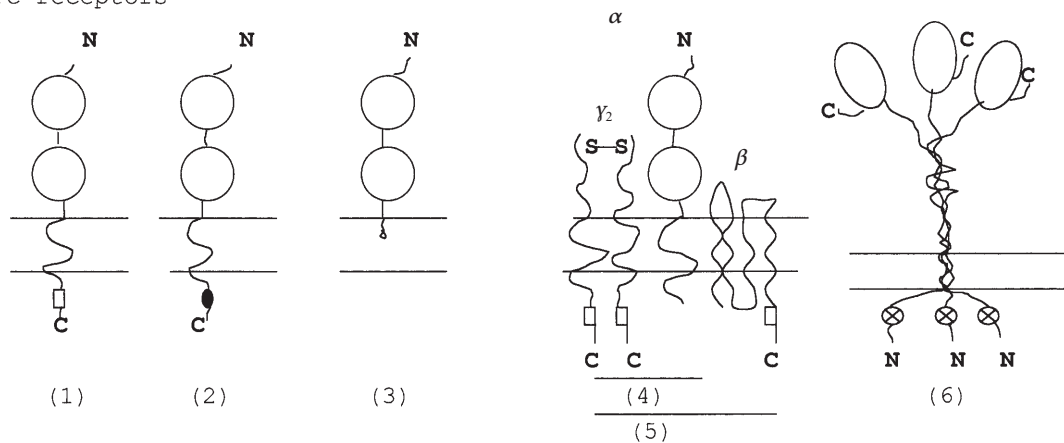 receptors
α
N N N N C
C
γ₂
C
S S
β
C C
C C C N N N
(1) (2) (3) (4) (6)
(5)